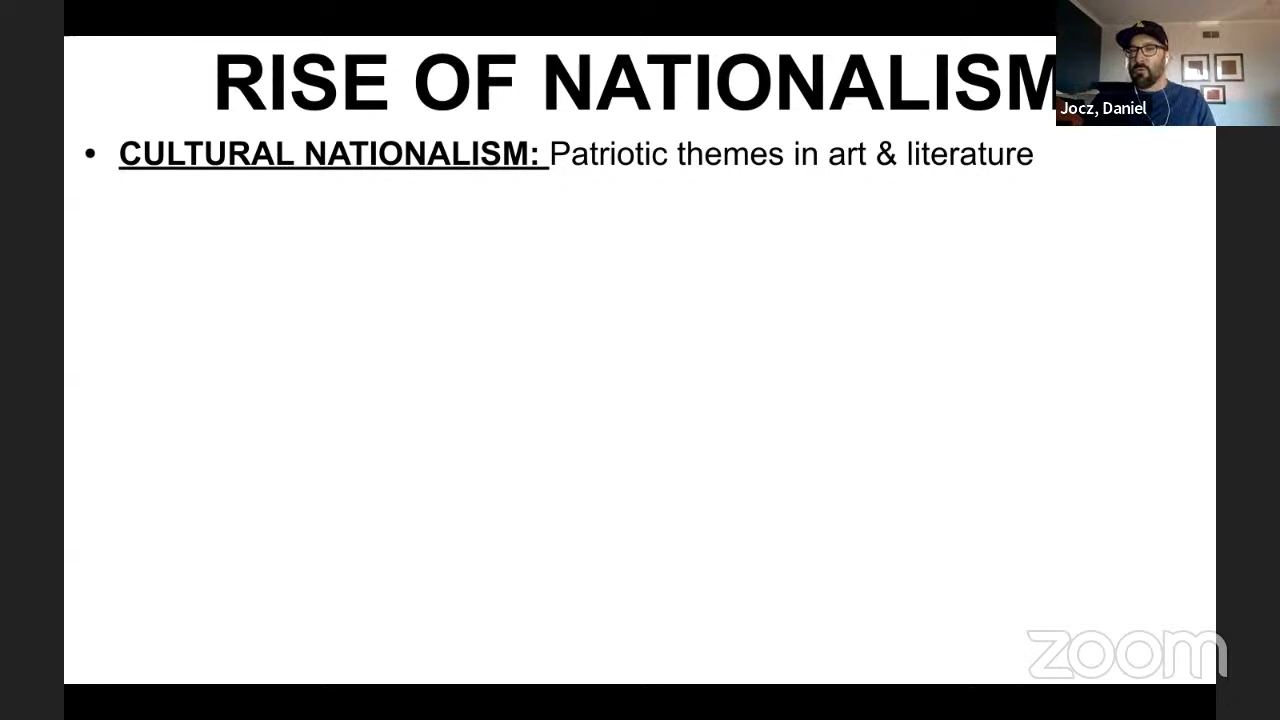 RISE OF NATIONALISM
Jocz, Daniel
• CULTURAL NATIONALISM: Patriotic themes in art & literature
zoom